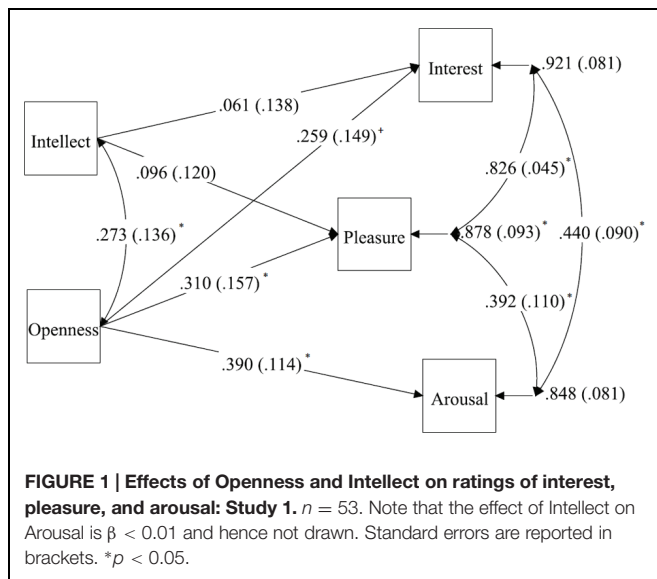 Interest
.921 (.081)
.061 (.138)
.259 (.149)⁺
Intellect
.096 (.120)
.826 (.045)*
.273 (.136)*
Pleasure
.878 (.093)*
.440 (.090)*
.310 (.157)*
Openness
.392 (.110)*
.390 (.114)*
Arousal
.848 (.081)
FIGURE 1 | Effects of Openness and Intellect on ratings of interest,
pleasure, and arousal: Study 1. n = 53. Note that the effect of Intellect on
Arousal is β < 0.01 and hence not drawn. Standard errors are reported in
brackets. *p < 0.05.